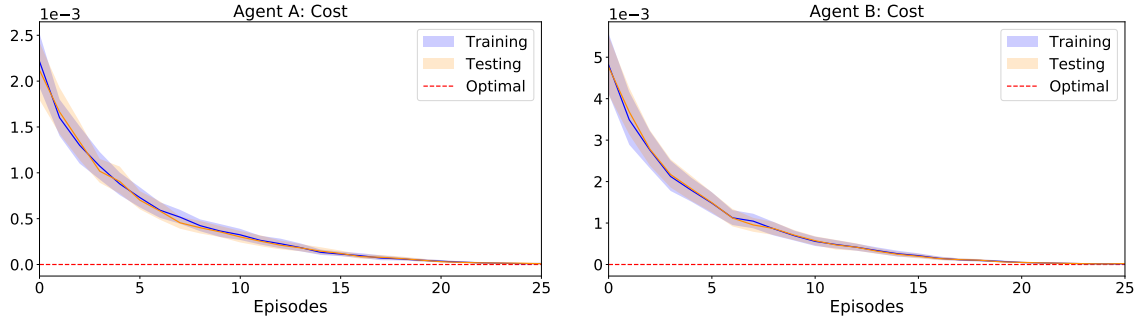 Agent A: Cost
1e−3
2.5
2.0
1.5
1.0
0.5
0.0
0 5 10 15 20 25
Episodes
Training
Testing
Optimal
Agent B: Cost
1e−3
5
4
3
2
1
0
0 5 10 15 20 25
Episodes
Training
Testing
Optimal